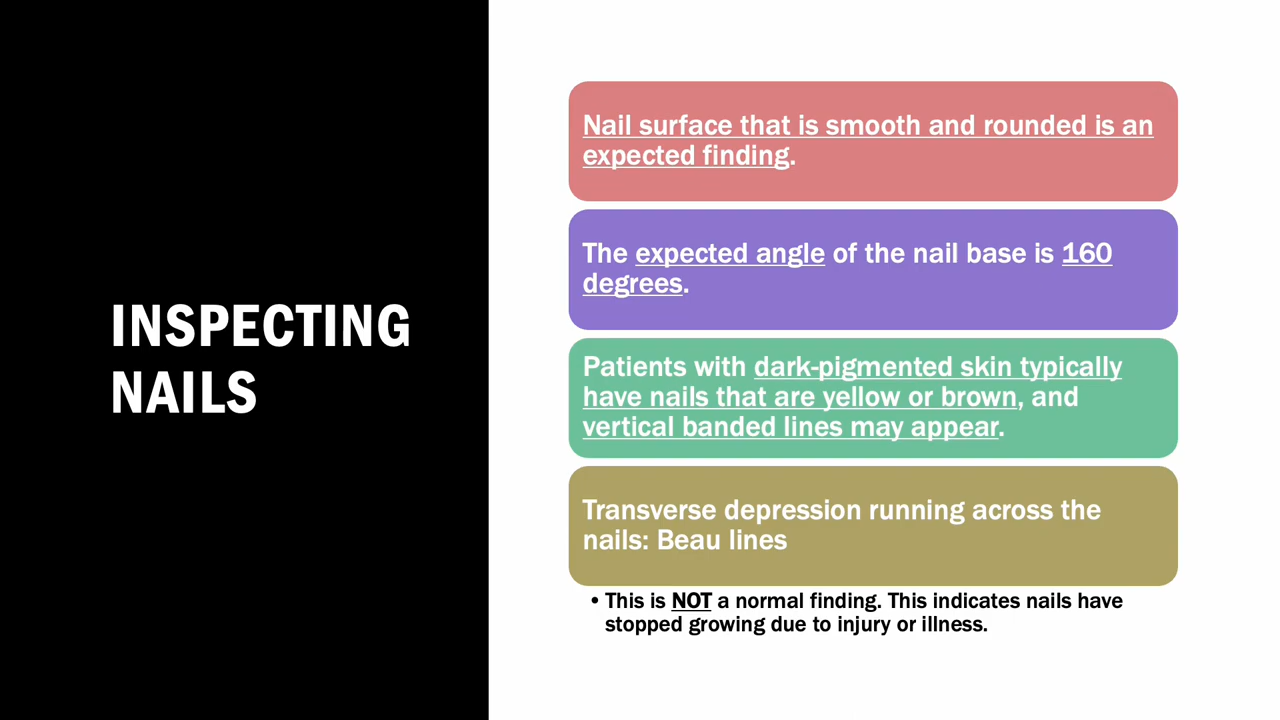 INSPECTING
NAILS
Nail surface that is smooth and rounded is an
expected finding.
The expected angle of the nail base is 160
degrees.
Patients with dark-pigmented skin typically
have nails that are yellow or brown, and
vertical banded lines may appear.
Transverse depression running across the
nails: Beau lines
• This is NOT a normal finding. This indicates nails have
stopped growing due to injury or illness.